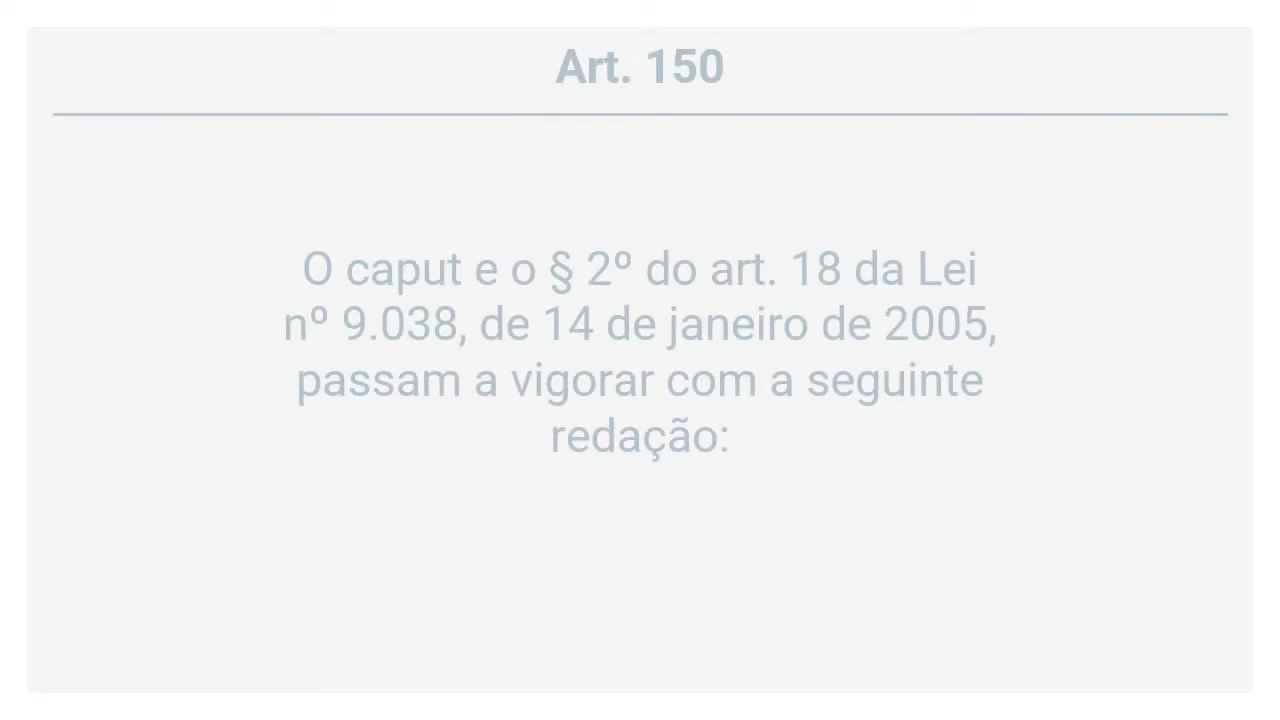 Art. 150
O caput e o § 2º do art. 18 da Lei
nº 9.038, de 14 de janeiro de 2005,
passam a vigorar com a seguinte
redação: